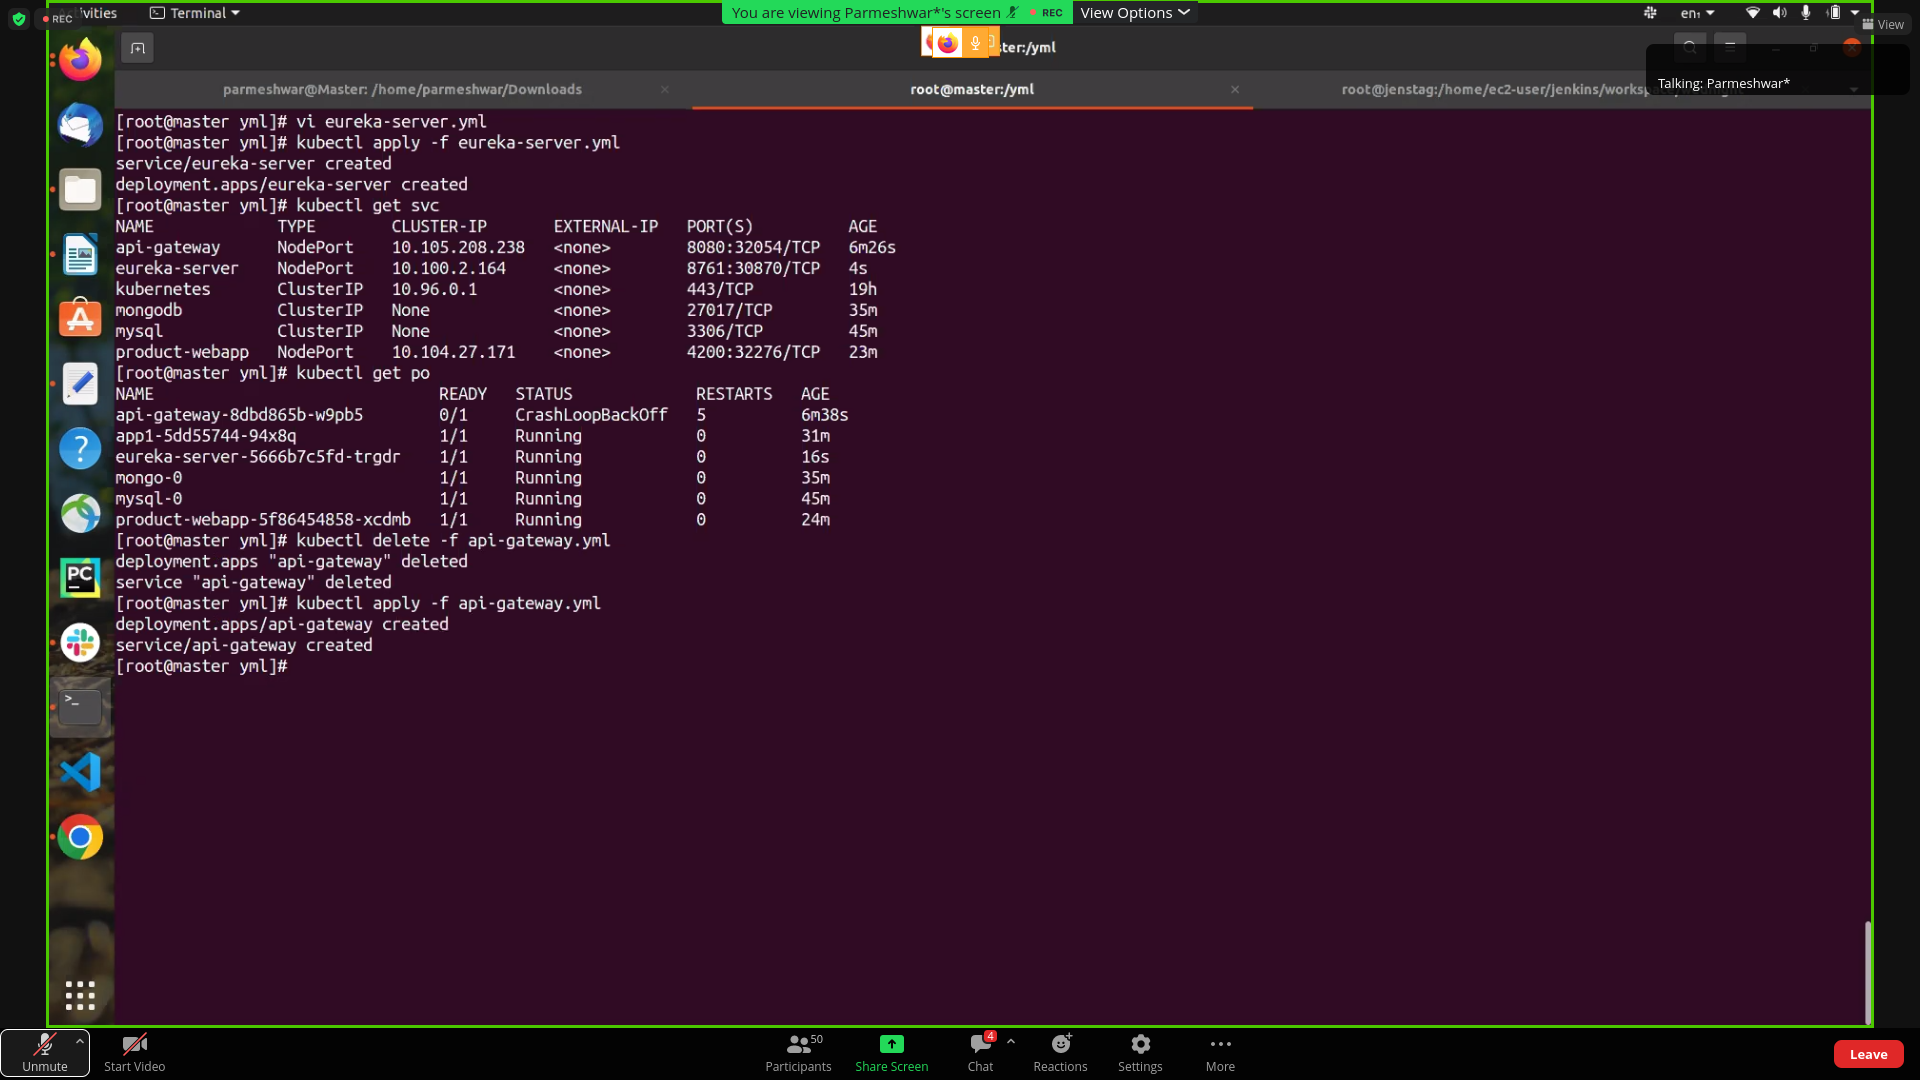 REC
ivities
Terminal
You are viewing Parmeshwar*'s screen
REC
View Options
en₁
View
ster:/yml
Talking: Parmeshwar*
parmeshwar@Master: /home/parmeshwar/Downloads
root@master:/yml
root@jenstag:/home/ec2-user/jenkins/worksp
[root@master yml]# vi eureka-server.yml
[root@master yml]# kubectl apply -f eureka-server.yml
service/eureka-server created
deployment.apps/eureka-server created
[root@master yml]# kubectl get svc
NAME TYPE CLUSTER-IP EXTERNAL-IP PORT(S) AGE
api-gateway NodePort 10.105.208.238 <none> 8080:32054/TCP 6m26s
eureka-server NodePort 10.100.2.164 <none> 8761:30870/TCP 4s
kubernetes ClusterIP 10.96.0.1 <none> 443/TCP 19h
mongodb ClusterIP None <none> 27017/TCP 35m
mysql ClusterIP None <none> 3306/TCP 45m
product-webapp NodePort 10.104.27.171 <none> 4200:32276/TCP 23m
[root@master yml]# kubectl get po
NAME READY STATUS RESTARTS AGE
api-gateway-8dbd865b-w9pb5 0/1 CrashLoopBackOff 5 6m38s
app1-5dd55744-94x8q 1/1 Running 0 31m
eureka-server-5666b7c5fd-trgdr 1/1 Running 0 16s
mongo-0 1/1 Running 0 35m
mysql-0 1/1 Running 0 45m
product-webapp-5f86454858-xcdmb 1/1 Running 0 24m
[root@master yml]# kubectl delete -f api-gateway.yml
deployment.apps "api-gateway" deleted
service "api-gateway" deleted
[root@master yml]# kubectl apply -f api-gateway.yml
deployment.apps/api-gateway created
service/api-gateway created
[root@master yml]#
PC
Unmute
Start Video
50
Participants
Share Screen
4
Chat
Reactions
Settings
More
Leave